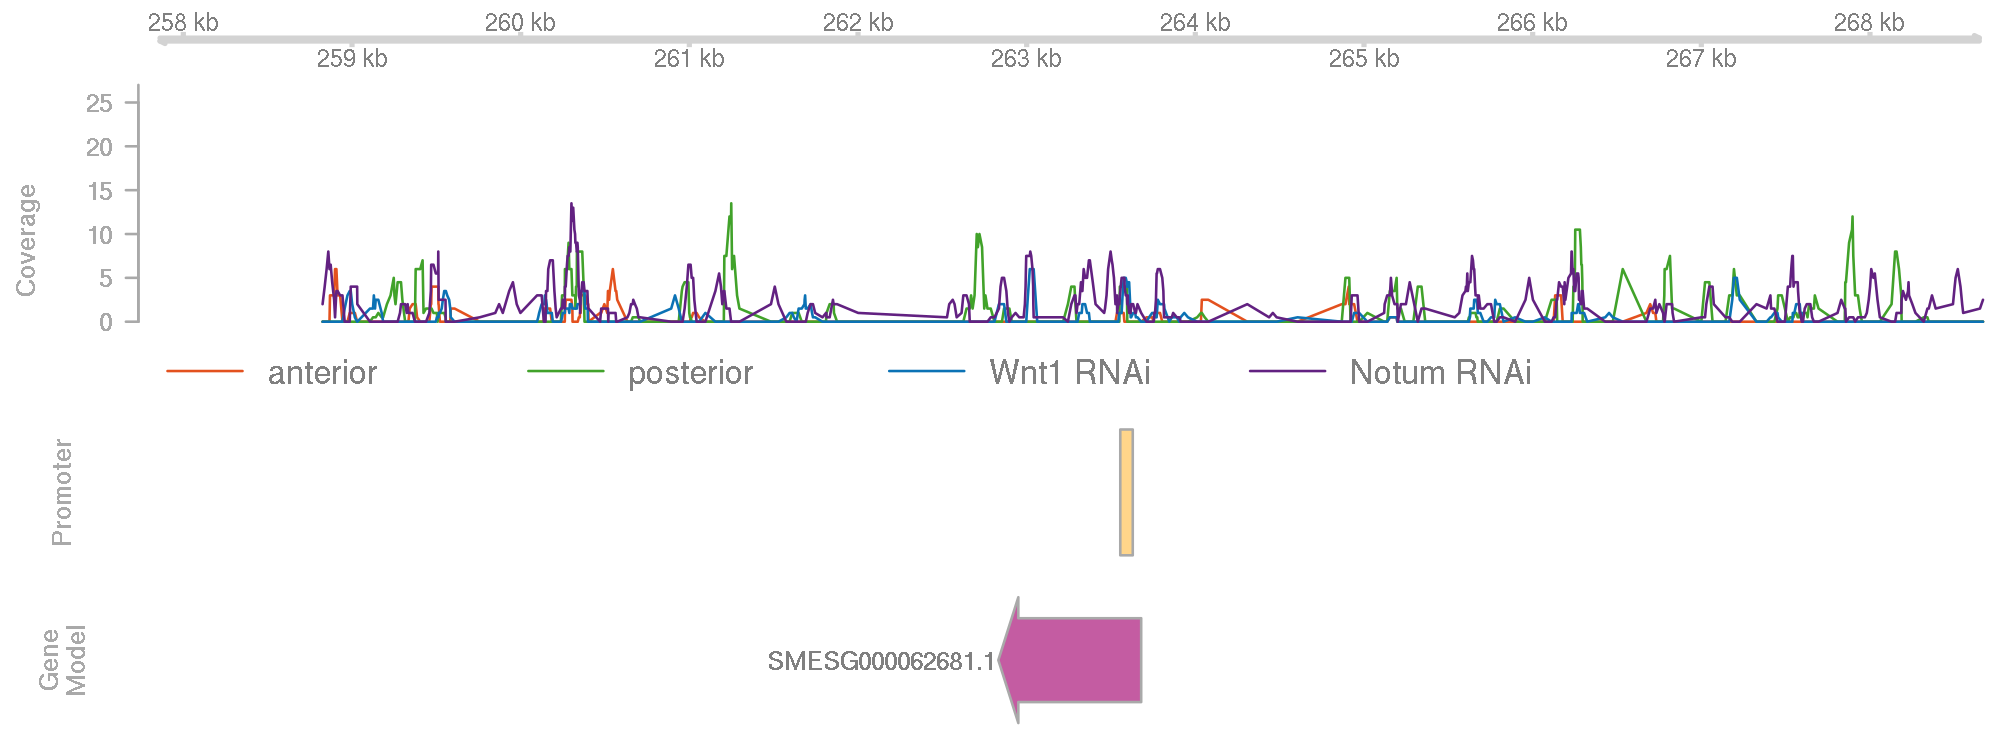 258 kb 260 kb 262 kb 264 kb 266 kb 268 kb
259 kb 261 kb 263 kb 265 kb 267 kb
25
20
15
10
5
0
Coverage
anterior posterior Wnt1 RNAi Notum RNAi
Promoter
Gene
Model
SMESG000062681.1